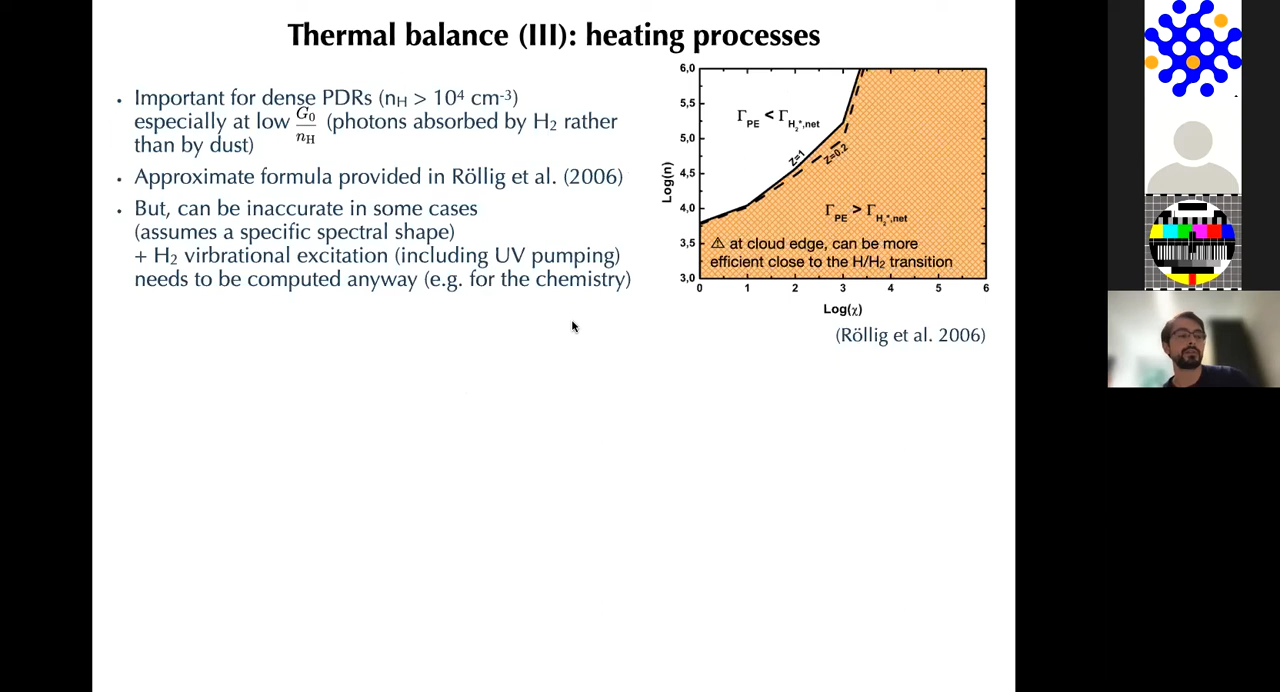 Thermal balance (III): heating processes
• Important for dense PDRs (nH > 10⁴ cm⁻³)
especially at low G₀/nH (photons absorbed by H₂ rather
than by dust)
• Approximate formula provided in Röllig et al. (2006)
• But, can be inaccurate in some cases
(assumes a specific spectral shape)
+ H₂ virbrational excitation (including UV pumping)
needs to be computed anyway (e.g. for the chemistry)
6,0
5,5
5,0
4,5
4,0
3,5
3,0
Log(n)
Γ_PE < Γ_H₂*,net
Z=1
Z=0.2
Γ_PE > Γ_H₂*,net
⚠ at cloud edge, can be more
efficient close to the H/H₂ transition
0 1 2 3 4 5 6
Log(χ)
(Röllig et al. 2006)